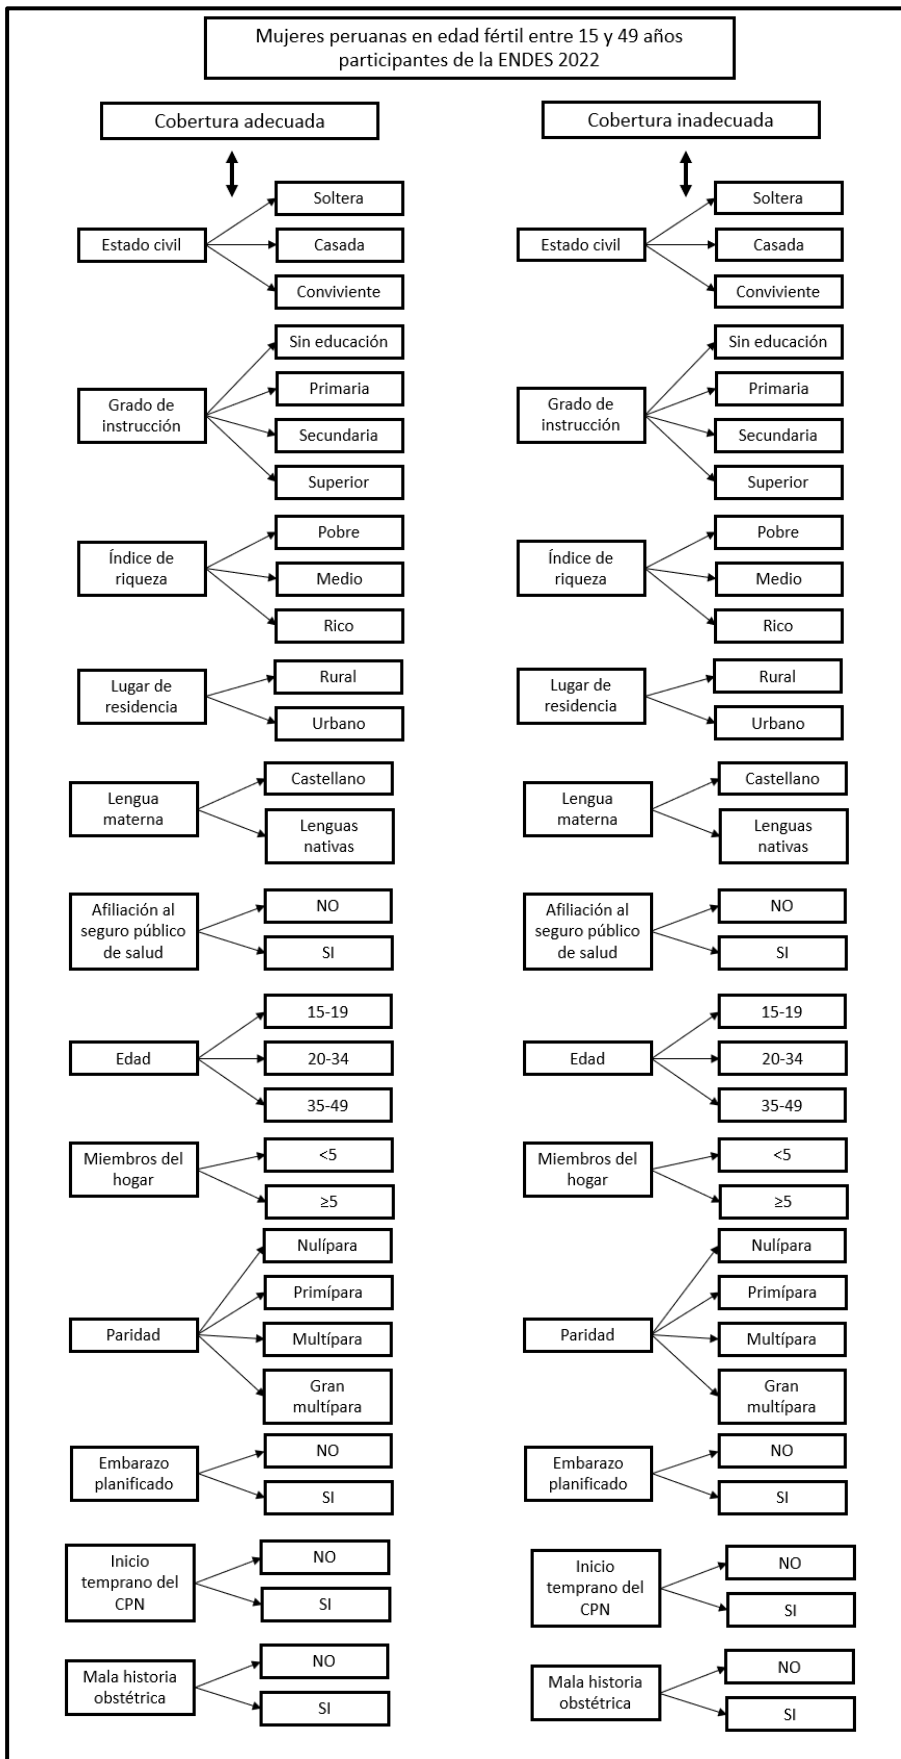 Mujeres peruanas en edad fértil entre 15 y 49 años
participantes de la ENDES 2022
Cobertura adecuada
Estado civil
Soltera
Casada
Conviviente
Grado de
instrucción
Sin educación
Primaria
Secundaria
Superior
Índice de
riqueza
Pobre
Medio
Rico
Lugar de
residencia
Rural
Urbano
Lengua
materna
Castellano
Lenguas
nativas
Afiliación al
seguro público
de salud
NO
SI
Edad
15-19
20-34
35-49
Miembros del
hogar
<5
≥5
Paridad
Nulípara
Primípara
Multípara
Gran
multípara
Embarazo
planificado
NO
SI
Inicio
temprano del
CPN
NO
SI
Mala historia
obstétrica
NO
SI
Cobertura inadecuada
Estado civil
Soltera
Casada
Conviviente
Grado de
instrucción
Sin educación
Primaria
Secundaria
Superior
Índice de
riqueza
Pobre
Medio
Rico
Lugar de
residencia
Rural
Urbano
Lengua
materna
Castellano
Lenguas
nativas
Afiliación al
seguro público
de salud
NO
SI
Edad
15-19
20-34
35-49
Miembros del
hogar
<5
≥5
Paridad
Nulípara
Primípara
Multípara
Gran
multípara
Embarazo
planificado
NO
SI
Inicio
temprano del
CPN
NO
SI
Mala historia
obstétrica
NO
SI